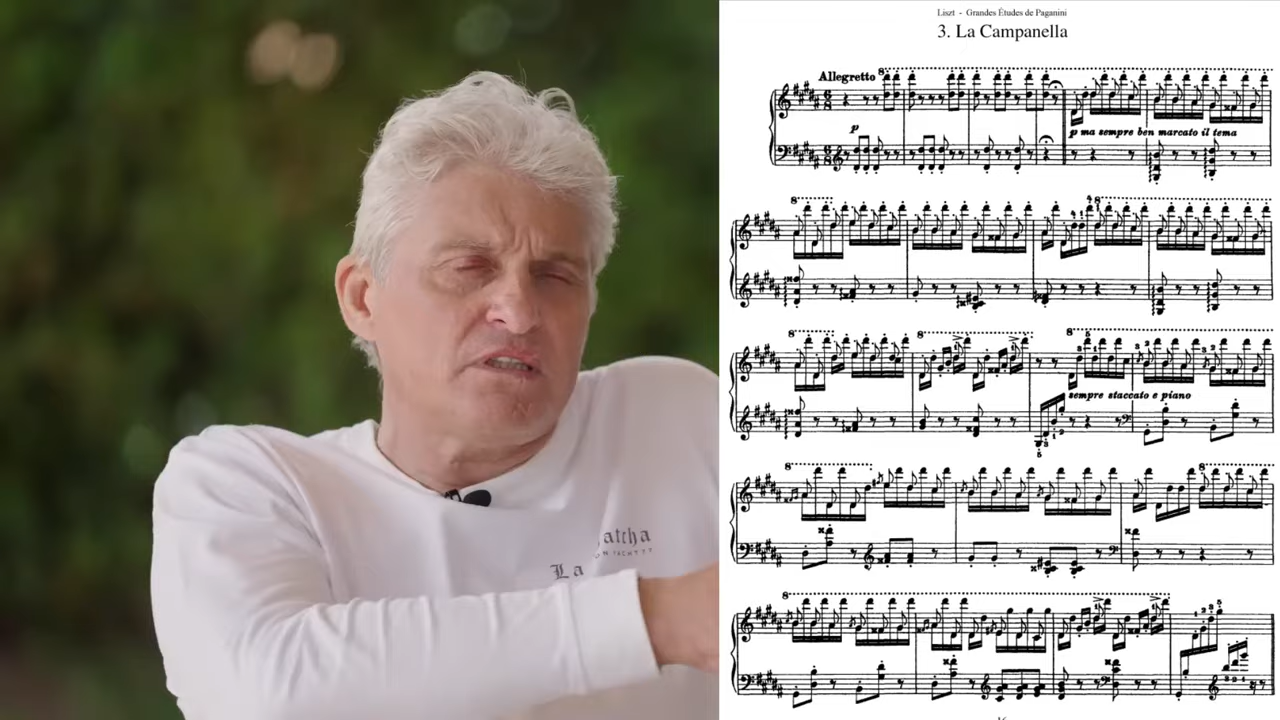 atcha
La
Liszt - Grandes Études de Paganini
3. La Campanella
Allegretto
p
p ma sempre ben marcato il tema
sempre staccato e piano